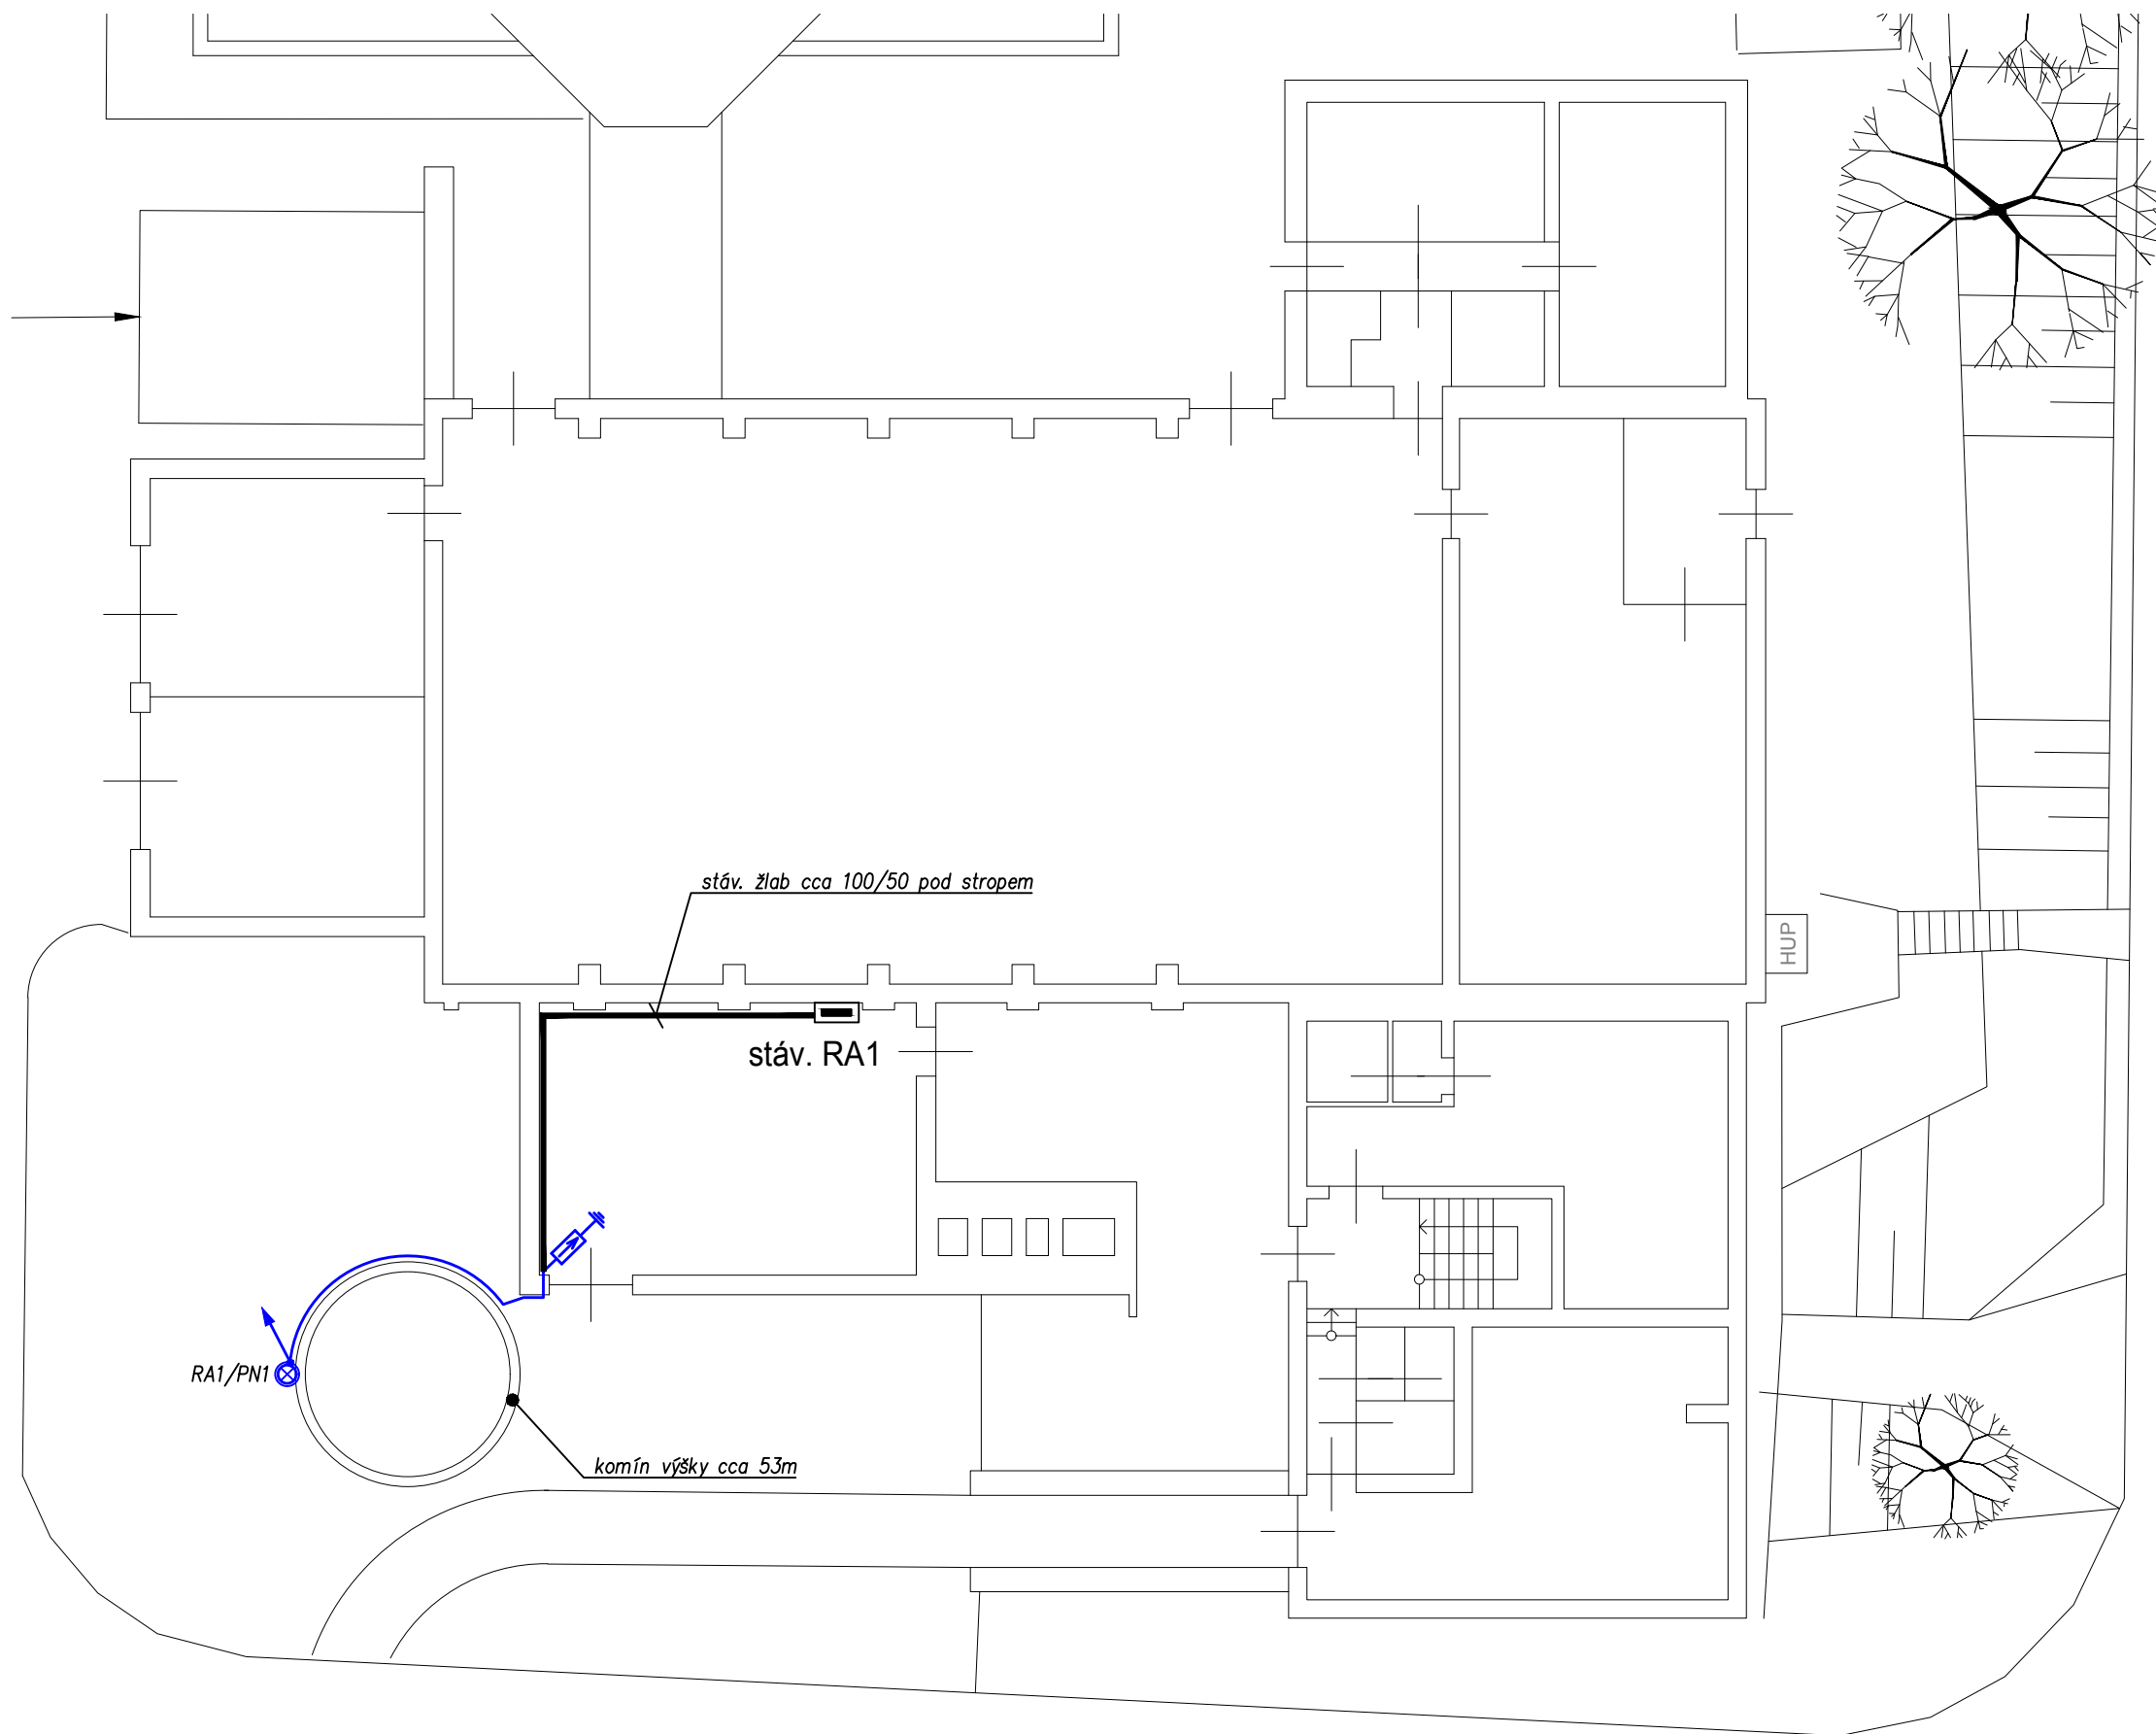 stáv. žlab cca 100/50 pod stropem
HUP
stáv. RA1
RA1/PN1
komín výšky cca 53m